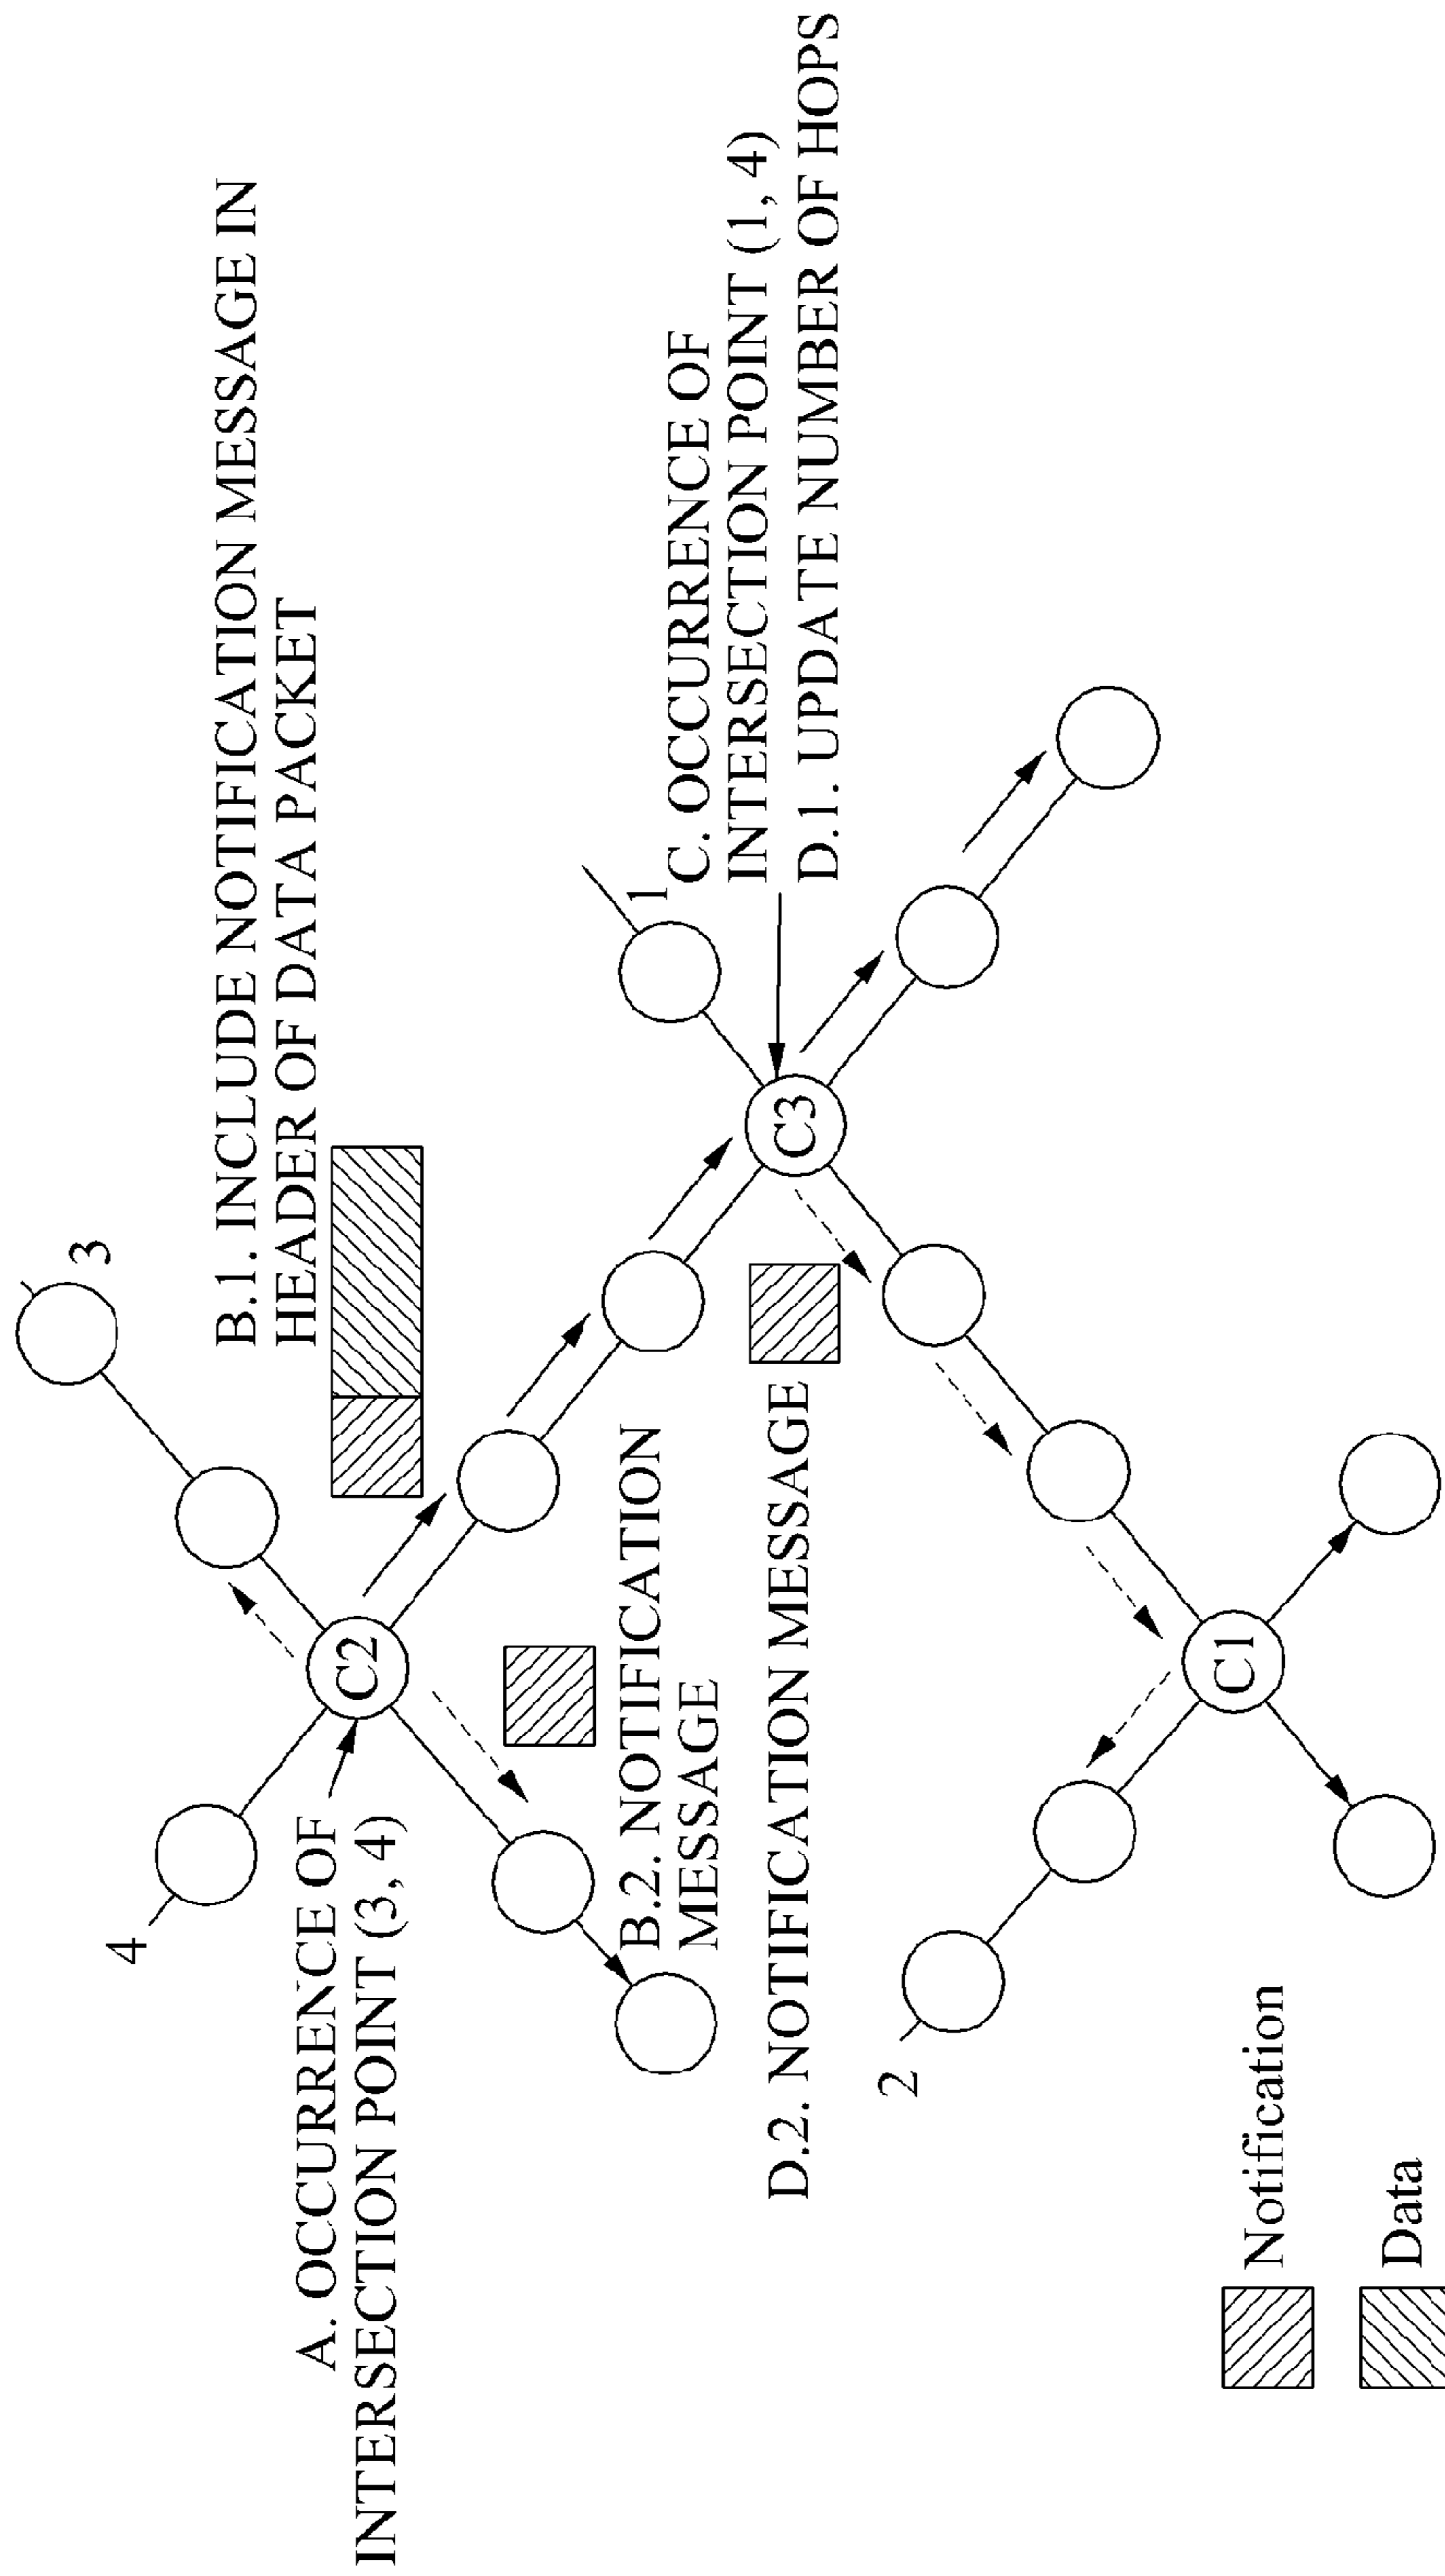 3
4
C2
A. OCCURRENCE OF
INTERSECTION POINT (3, 4)
B.1. INCLUDE NOTIFICATION MESSAGE IN
HEADER OF DATA PACKET
B.2. NOTIFICATION
MESSAGE
1
C. OCCURRENCE OF
INTERSECTION POINT (1, 4)
D.1. UPDATE NUMBER OF HOPS
C3
D.2. NOTIFICATION MESSAGE
2
C1
Notification
Data